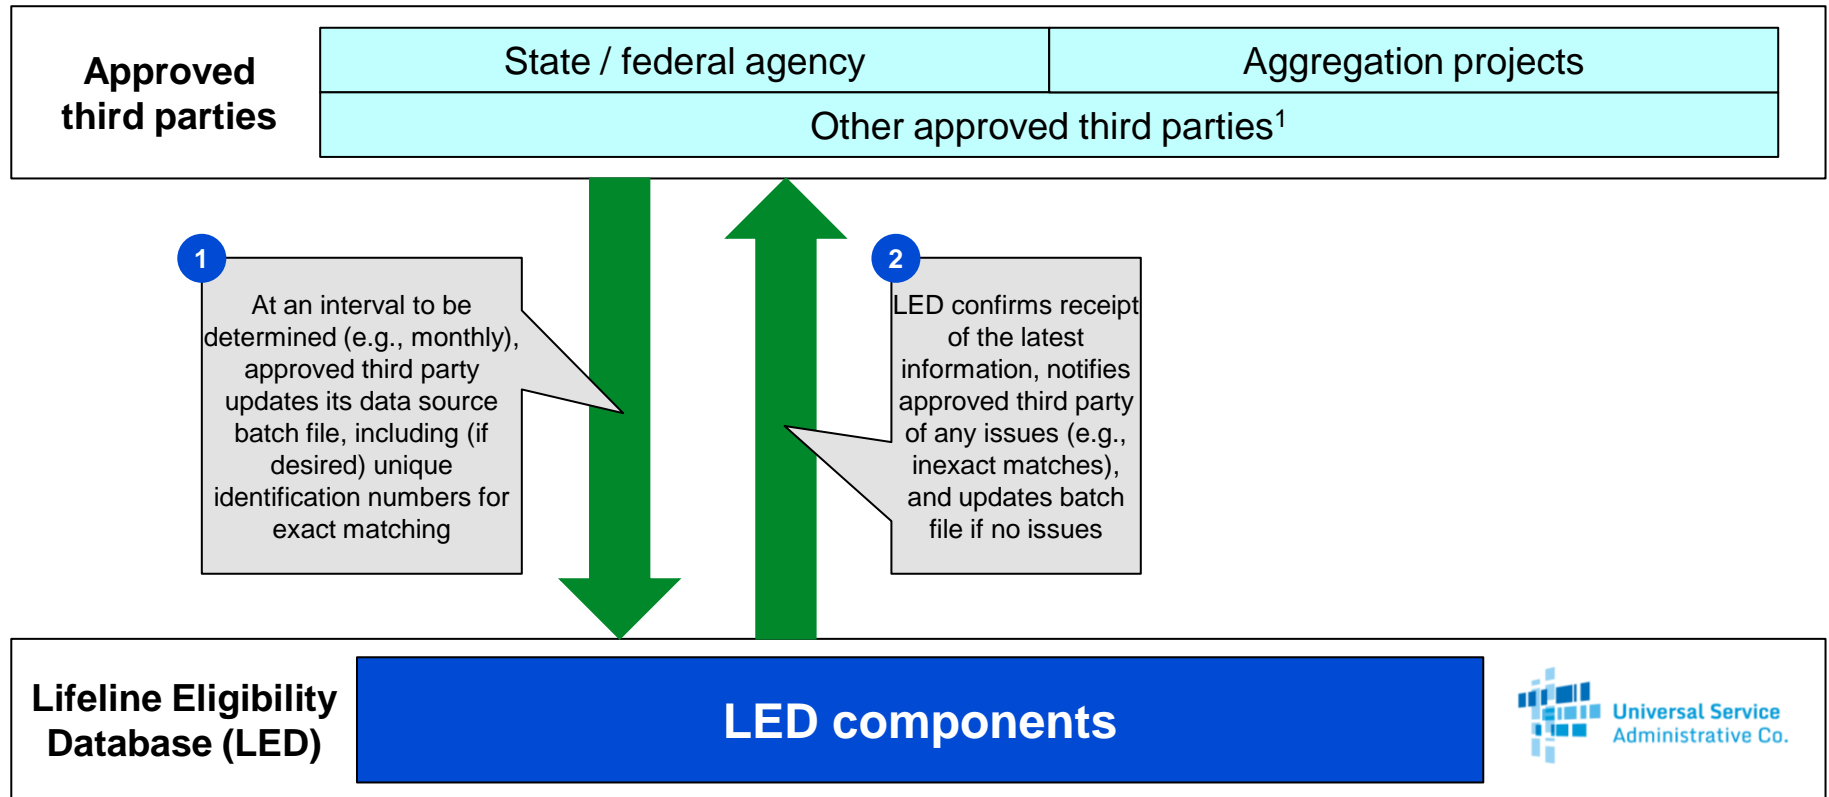 Approved
third parties
State / federal agency
Aggregation projects
Other approved third parties¹
1
At an interval to be
determined (e.g., monthly),
approved third party
updates its data source
batch file, including (if
desired) unique
identification numbers for
exact matching
2
LED confirms receipt
of the latest
information, notifies
approved third party
of any issues (e.g.,
inexact matches),
and updates batch
file if no issues
Lifeline Eligibility
Database (LED)
LED components
Universal Service
Administrative Co.